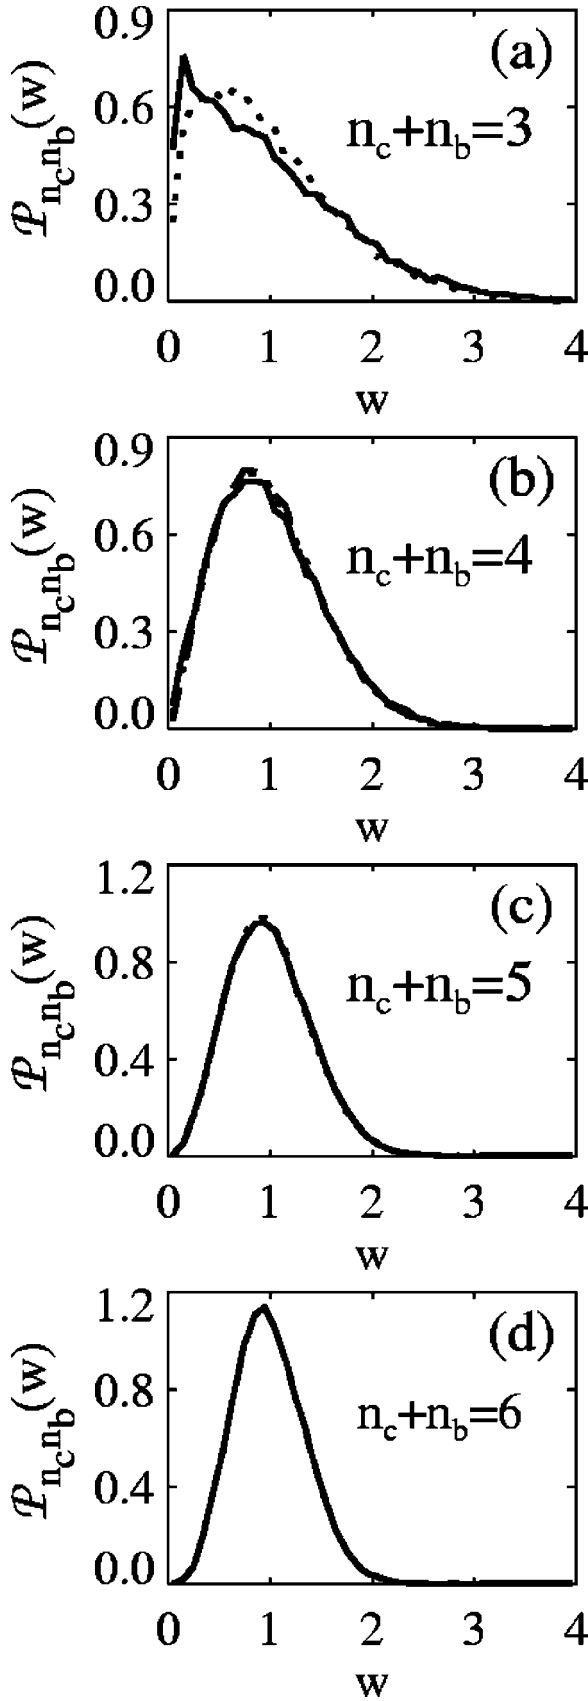 0.9
(a)
0.6
n_c+n_b=3
0.3
0.0
𝒫_{n_c n_b}(w)
0 1 2 3 4
w
0.9
(b)
0.6
n_c+n_b=4
0.3
0.0
𝒫_{n_c n_b}(w)
0 1 2 3 4
w
1.2
(c)
0.8
n_c+n_b=5
0.4
0.0
𝒫_{n_c n_b}(w)
0 1 2 3 4
w
1.2
(d)
0.8
n_c+n_b=6
0.4
0.0
𝒫_{n_c n_b}(w)
0 1 2 3 4
w